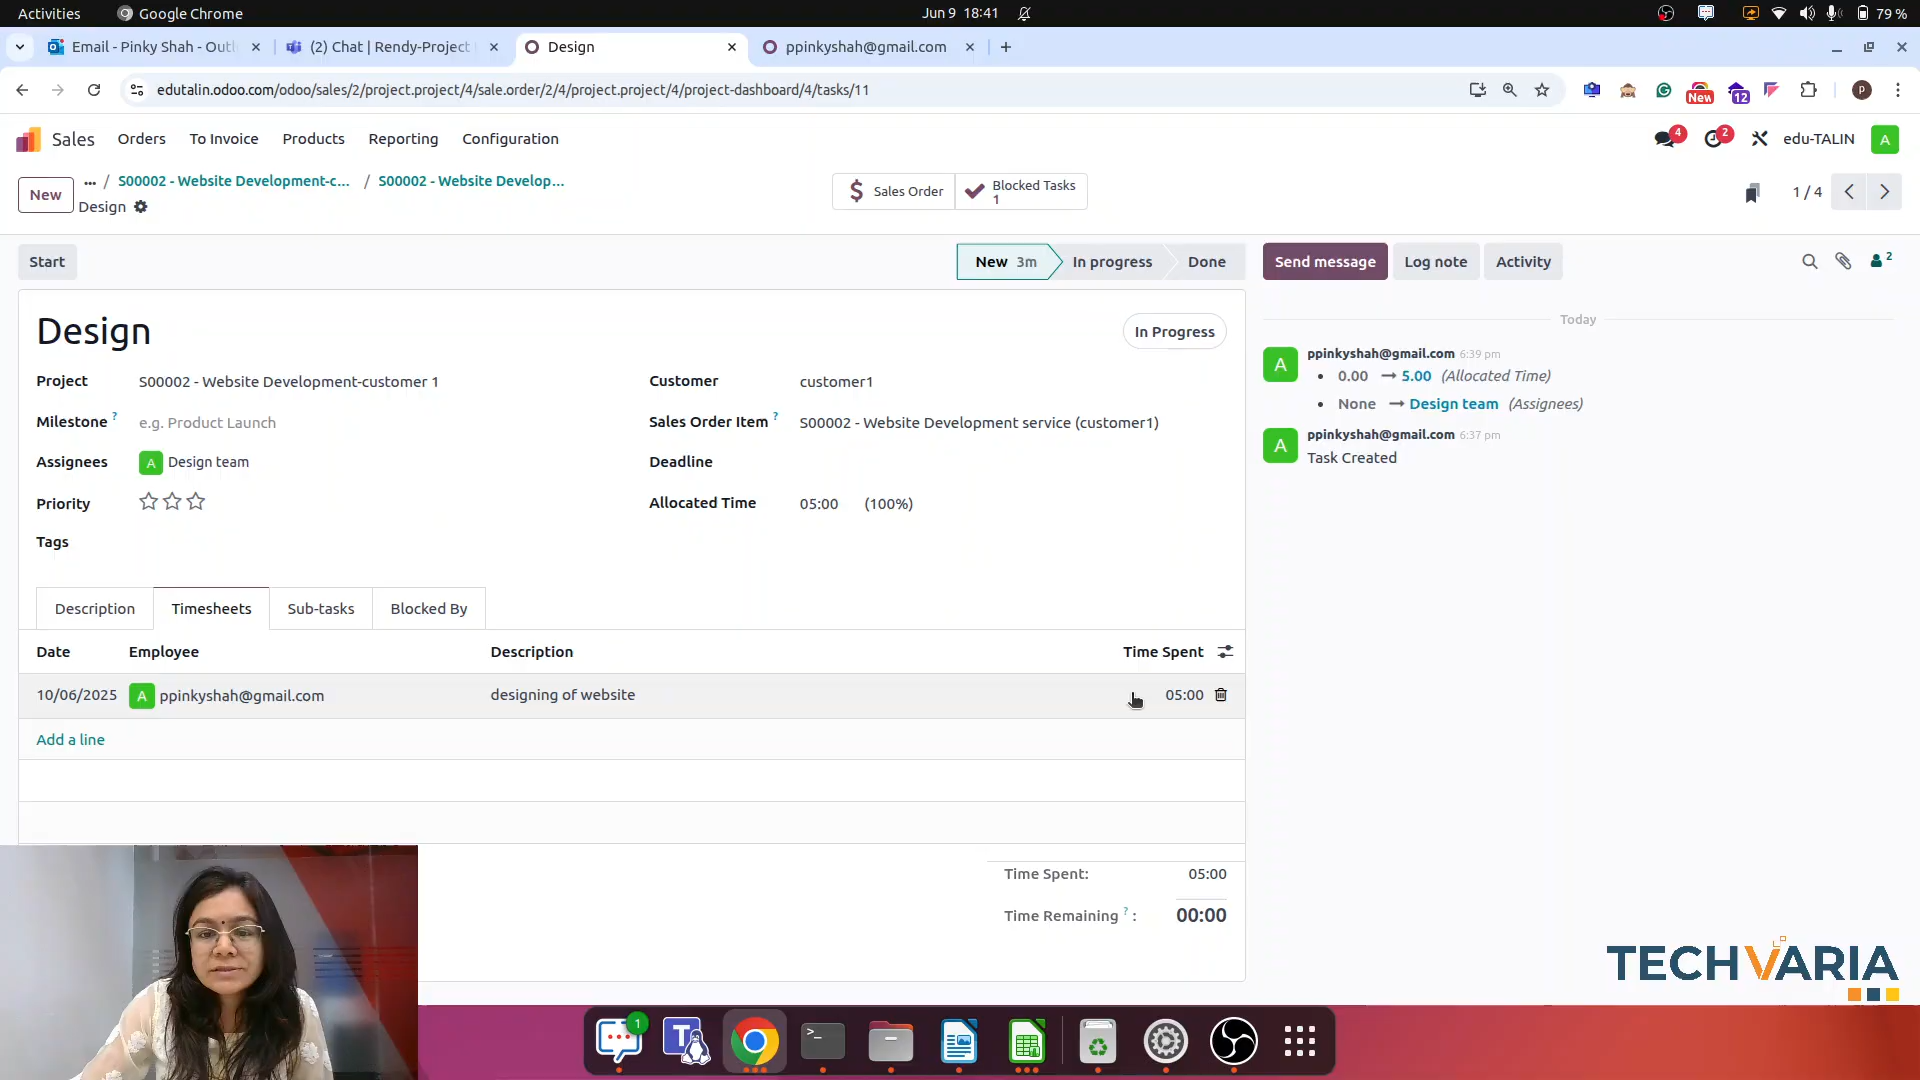 Activities
Google Chrome
Jun 9 18:41
79 %
Email - Pinky Shah - Outl
(2) Chat | Rendy-Project
Design
ppinkyshah@gmail.com
edutalin.odoo.com/odoo/sales/2/project.project/4/sale.order/2/4/project.project/4/project-dashboard/4/tasks/11
New
12
P
Sales
Orders
To Invoice
Products
Reporting
Configuration
4
2
edu-TALIN
A
New
... / S00002 - Website Development-c... / S00002 - Website Develop...
Design
$ Sales Order
Blocked Tasks
1
1 / 4
Start
New 3m
In progress
Done
Send message
Log note
Activity
2
Design
In Progress
Project
S00002 - Website Development-customer 1
Customer
customer1
Milestone ?
e.g. Product Launch
Sales Order Item ?
S00002 - Website Development service (customer1)
Assignees
A Design team
Deadline
Priority
Allocated Time
05:00 (100%)
Tags
Today
A
ppinkyshah@gmail.com 6:39 pm
• 0.00 → 5.00 (Allocated Time)
• None → Design team (Assignees)
A
ppinkyshah@gmail.com 6:37 pm
Task Created
Description
Timesheets
Sub-tasks
Blocked By
Date
Employee
Description
Time Spent
10/06/2025
A ppinkyshah@gmail.com
designing of website
05:00
Add a line
Time Spent:
05:00
Time Remaining ? :
00:00
TECHVARIA
1
T
>_